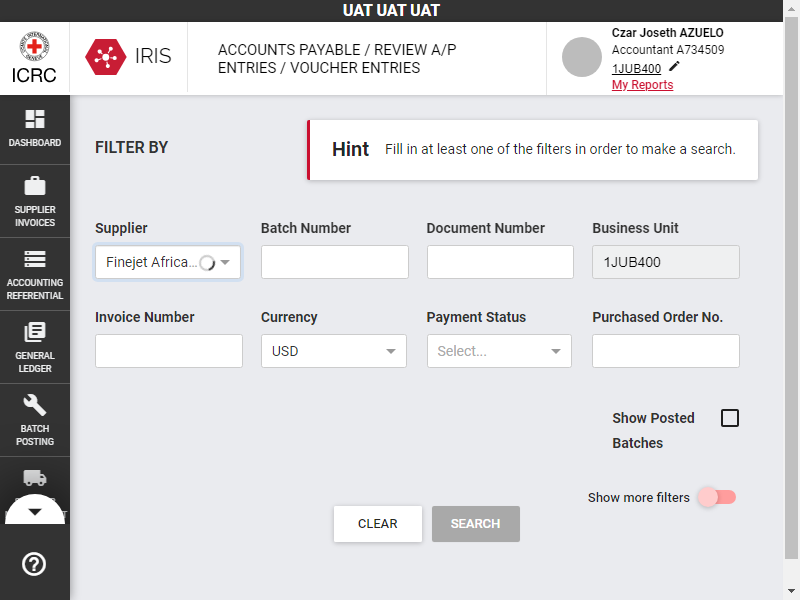 UAT UAT UAT
ICRC
IRIS
ACCOUNTS PAYABLE / REVIEW A/P
ENTRIES / VOUCHER ENTRIES
Czar Joseth AZUELO
Accountant A734509
1JUB400
My Reports
DASHBOARD
SUPPLIER
INVOICES
ACCOUNTING
REFERENTIAL
GENERAL
LEDGER
BATCH
POSTING
FILTER BY
Hint Fill in at least one of the filters in order to make a search.
Supplier Batch Number Document Number Business Unit
Finejet Africa... 1JUB400
Invoice Number Currency Payment Status Purchased Order No.
USD Select...
Show Posted
Batches
Show more filters
CLEAR SEARCH